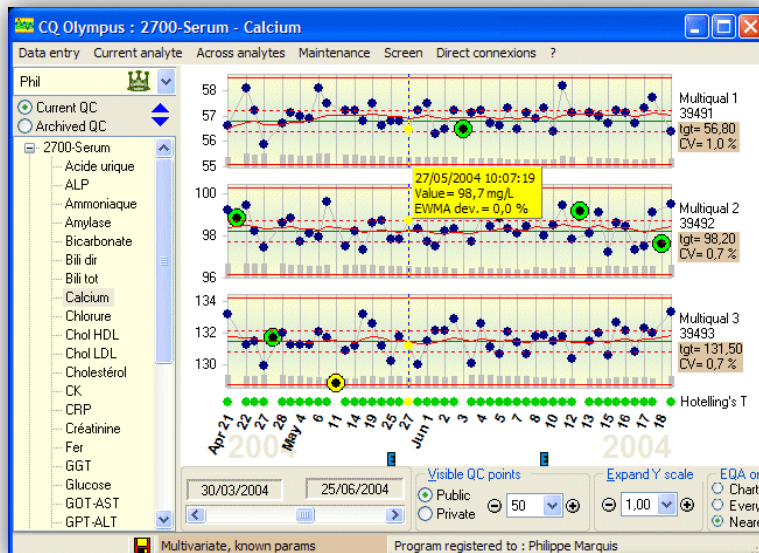 CQ Olympus : 2700-Serum - Calcium
Data entry Current analyte Across analytes Maintenance Screen Direct connexions ?
Phil
Current QC
Archived QC
2700-Serum
Acide urique
ALP
Ammoniaque
Amylase
Bicarbonate
Bili dir
Bili tot
Calcium
Chlorure
Chol HDL
Chol LDL
Cholestérol
CK
CRP
Créatinine
Fer
GGT
Glucose
GOT-AST
GPT-ALT
58
57
56
55
Multiqual 1
39491
tgt= 56,80
CV= 1,0 %
27/05/2004 10:07:19
Value= 98,7 mg/L
EWMA dev. = 0,0 %
100
98
96
Multiqual 2
39492
tgt= 98,20
CV= 0,7 %
134
132
130
Multiqual 3
39493
tgt= 131,50
CV= 0,7 %
Hotelling's T
Apr 21 22 27 28 May 4 6 11 14 19 25 27 Jun 1 2 3 4 5 7 8 11 12 13 15 16 17 18
2004 2004
30/03/2004 25/06/2004
Visible QC points
Public
Private
50
Expand Y scale
1,00
EQA or
Chart
Every
Neare
Multivariate, known params Program registered to : Philippe Marquis